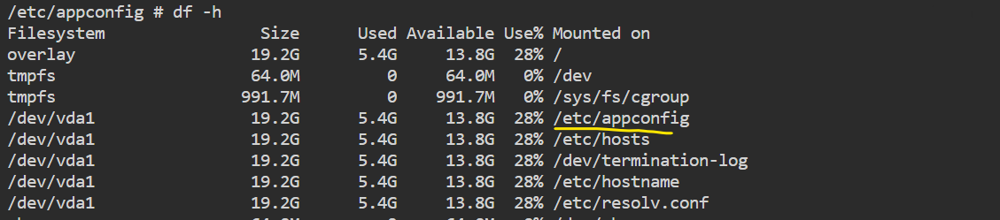 /etc/appconfig # df -h
Filesystem                Size      Used Available Use% Mounted on
overlay                  19.2G      5.4G     13.8G  28% /
tmpfs                    64.0M         0     64.0M   0% /dev
tmpfs                   991.7M         0    991.7M   0% /sys/fs/cgroup
/dev/vda1                19.2G      5.4G     13.8G  28% /etc/appconfig
/dev/vda1                19.2G      5.4G     13.8G  28% /etc/hosts
/dev/vda1                19.2G      5.4G     13.8G  28% /dev/termination-log
/dev/vda1                19.2G      5.4G     13.8G  28% /etc/hostname
/dev/vda1                19.2G      5.4G     13.8G  28% /etc/resolv.conf